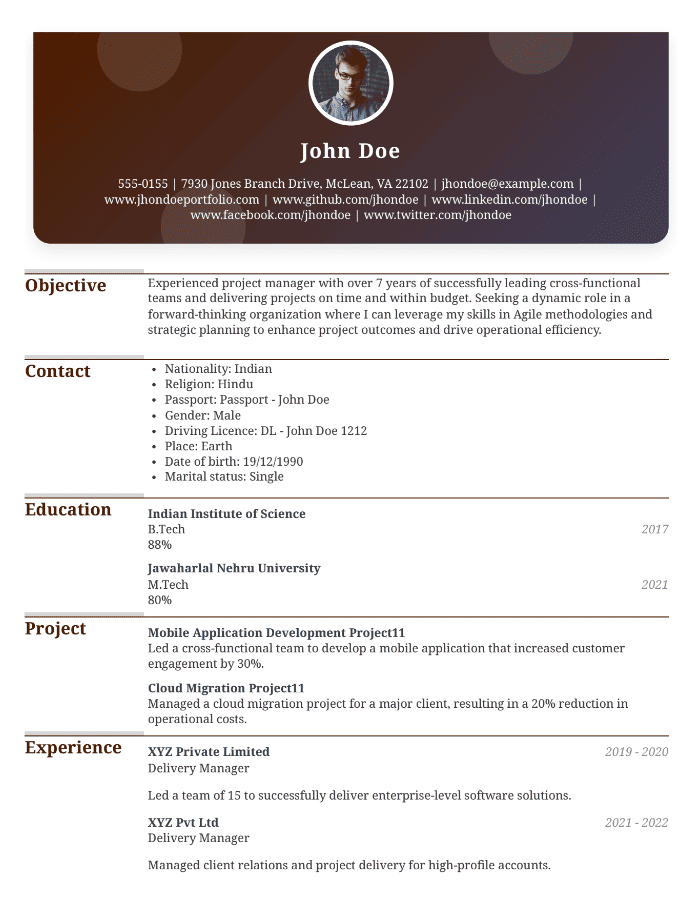 John Doe
555-0155 | 7930 Jones Branch Drive, McLean, VA 22102 | jhondoe@example.com |
www.jhondoeportfolio.com | www.github.com/jhondoe | www.linkedin.com/jhondoe |
www.facebook.com/jhondoe | www.twitter.com/jhondoe
Objective
Experienced project manager with over 7 years of successfully leading cross-functional
teams and delivering projects on time and within budget. Seeking a dynamic role in a
forward-thinking organization where I can leverage my skills in Agile methodologies and
strategic planning to enhance project outcomes and drive operational efficiency.
Contact
• Nationality: Indian
• Religion: Hindu
• Passport: Passport - John Doe
• Gender: Male
• Driving Licence: DL - John Doe 1212
• Place: Earth
• Date of birth: 19/12/1990
• Marital status: Single
Education
Indian Institute of Science
B.Tech 2017
88%
Jawaharlal Nehru University
M.Tech 2021
80%
Project
Mobile Application Development Project11
Led a cross-functional team to develop a mobile application that increased customer
engagement by 30%.
Cloud Migration Project11
Managed a cloud migration project for a major client, resulting in a 20% reduction in
operational costs.
Experience
XYZ Private Limited 2019 - 2020
Delivery Manager
Led a team of 15 to successfully deliver enterprise-level software solutions.
XYZ Pvt Ltd 2021 - 2022
Delivery Manager
Managed client relations and project delivery for high-profile accounts.